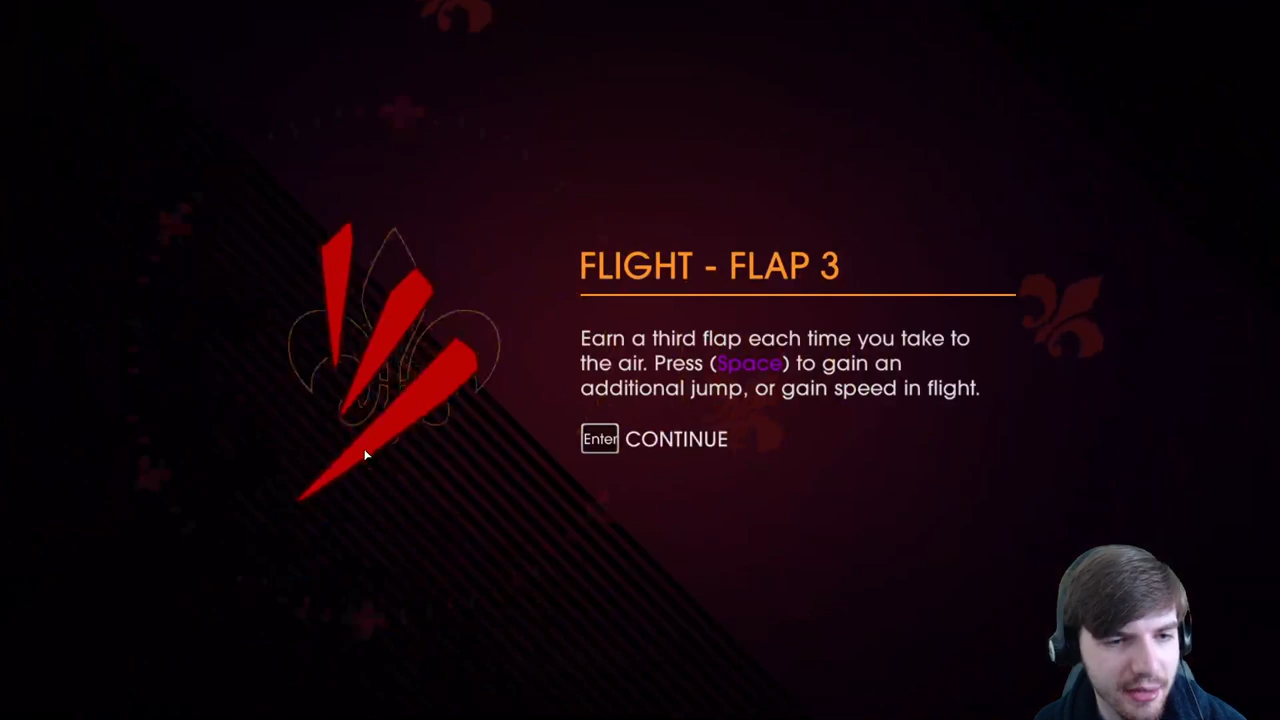 FLIGHT - FLAP 3
Earn a third flap each time you take to
the air. Press (Space) to gain an
additional jump, or gain speed in flight.
Enter CONTINUE